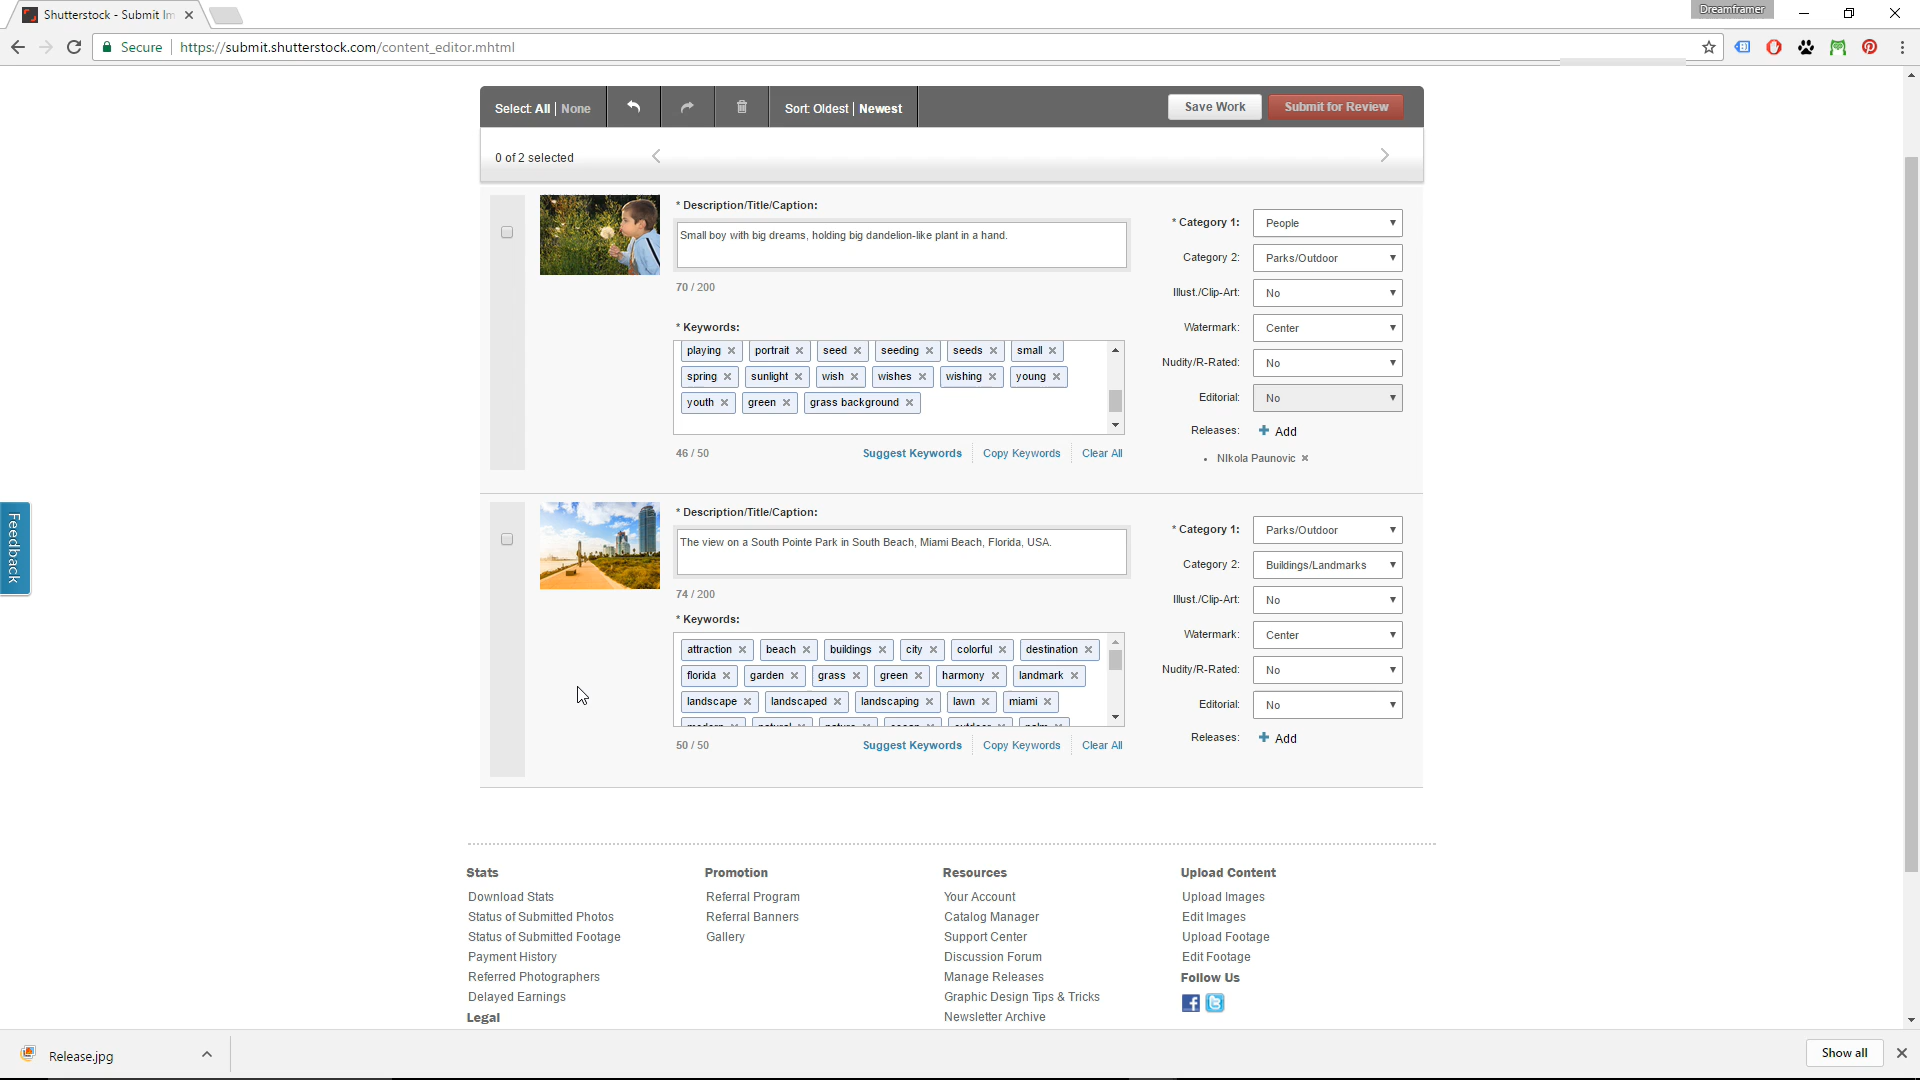 Shutterstock - Submit Im
Dreamframer
Secure https://submit.shutterstock.com/content_editor.mhtml
Select: All | None
Sort: Oldest | Newest
Save Work
Submit for Review
0 of 2 selected
* Description/Title/Caption:
Small boy with big dreams, holding big dandelion-like plant in a hand.
70 / 200
* Keywords:
playing portrait seed seeding seeds small
spring sunlight wish wishes wishing young
youth green grass background
46 / 50
Suggest Keywords Copy Keywords Clear All
* Category 1: People
Category 2: Parks/Outdoor
Illust./Clip-Art: No
Watermark: Center
Nudity/R-Rated: No
Editorial: No
Releases: Add
NIkola Paunovic
* Description/Title/Caption:
The view on a South Pointe Park in South Beach, Miami Beach, Florida, USA.
74 / 200
* Keywords:
attraction beach buildings city colorful destination
florida garden grass green harmony landmark
landscape landscaped landscaping lawn miami
modern natural nature ocean outdoor palm
50 / 50
Suggest Keywords Copy Keywords Clear All
* Category 1: Parks/Outdoor
Category 2: Buildings/Landmarks
Illust./Clip-Art: No
Watermark: Center
Nudity/R-Rated: No
Editorial: No
Releases: Add
Feedback
Stats
Download Stats
Status of Submitted Photos
Status of Submitted Footage
Payment History
Referred Photographers
Delayed Earnings
Legal
Promotion
Referral Program
Referral Banners
Gallery
Resources
Your Account
Catalog Manager
Support Center
Discussion Forum
Manage Releases
Graphic Design Tips & Tricks
Newsletter Archive
Upload Content
Upload Images
Edit Images
Upload Footage
Edit Footage
Follow Us
Release.jpg
Show all